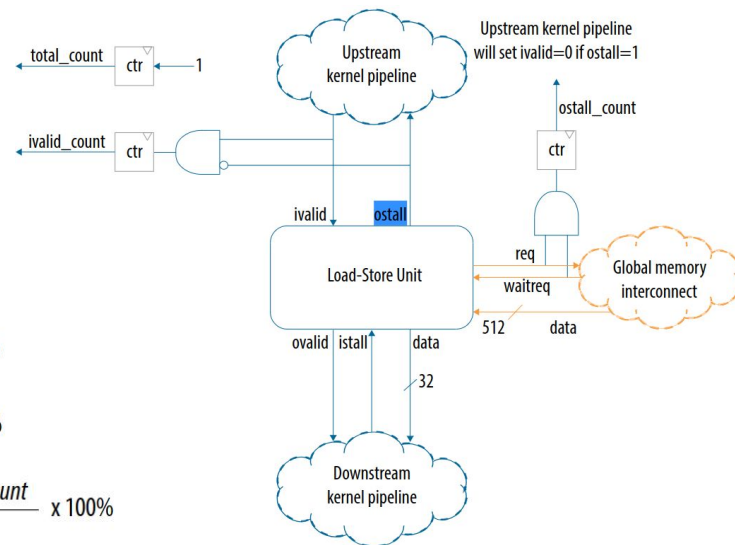 total_count
ctr
1
Upstream
kernel pipeline
Upstream kernel pipeline
will set ivalid=0 if ostall=1
ostall_count
ivalid_count
ctr
ctr
ivalid
ostall
req
Load-Store Unit
waitreq
Global memory
interconnect
512
data
ovalid
istall
data
32
Downstream
kernel pipeline
x 100%